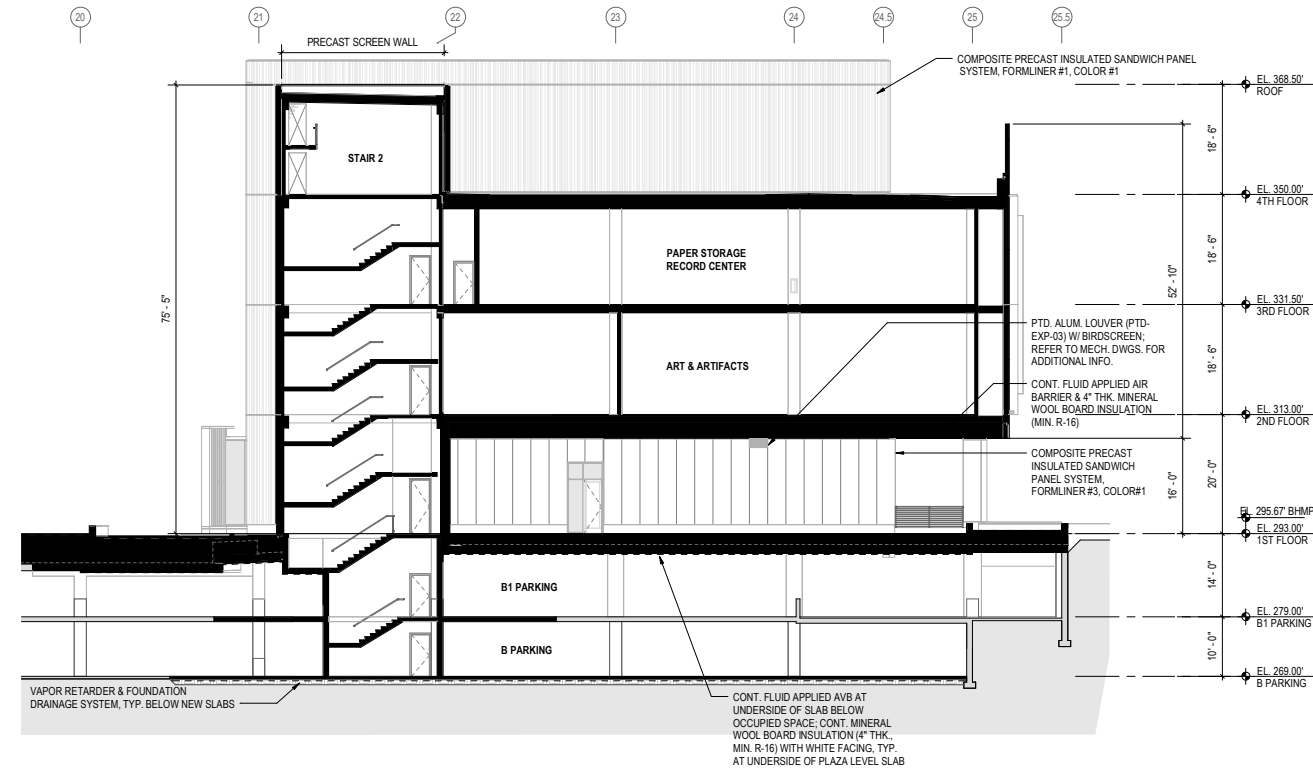 20
21
22
23
24
24.5
25
25.5
PRECAST SCREEN WALL
COMPOSITE PRECAST INSULATED SANDWICH PANEL
SYSTEM, FORMLINER #1, COLOR #1
EL. 368.50'
ROOF
18' - 6"
STAIR 2
EL. 350.00'
4TH FLOOR
PAPER STORAGE
RECORD CENTER
18' - 6"
52' - 10"
75' - 5"
EL. 331.50'
3RD FLOOR
PTD. ALUM. LOUVER (PTD-
EXP-03) W/ BIRDSCREEN;
REFER TO MECH. DWGS. FOR
ADDITIONAL INFO.
ART & ARTIFACTS
18' - 6"
CONT. FLUID APPLIED AIR
BARRIER & 4" THK. MINERAL
WOOL BOARD INSULATION
(MIN. R-16)
EL. 313.00'
2ND FLOOR
COMPOSITE PRECAST
INSULATED SANDWICH
PANEL SYSTEM,
FORMLINER #3, COLOR#1
16' - 0"
20' - 0"
EL. 295.67' BHMP
EL. 293.00'
1ST FLOOR
B1 PARKING
14' - 0"
EL. 279.00'
B1 PARKING
B PARKING
10' - 0"
EL. 269.00'
B PARKING
VAPOR RETARDER & FOUNDATION
DRAINAGE SYSTEM, TYP. BELOW NEW SLABS
CONT. FLUID APPLIED AVB AT
UNDERSIDE OF SLAB BELOW
OCCUPIED SPACE; CONT. MINERAL
WOOL BOARD INSULATION (4" THK.,
MIN. R-16) WITH WHITE FACING, TYP.
AT UNDERSIDE OF PLAZA LEVEL SLAB